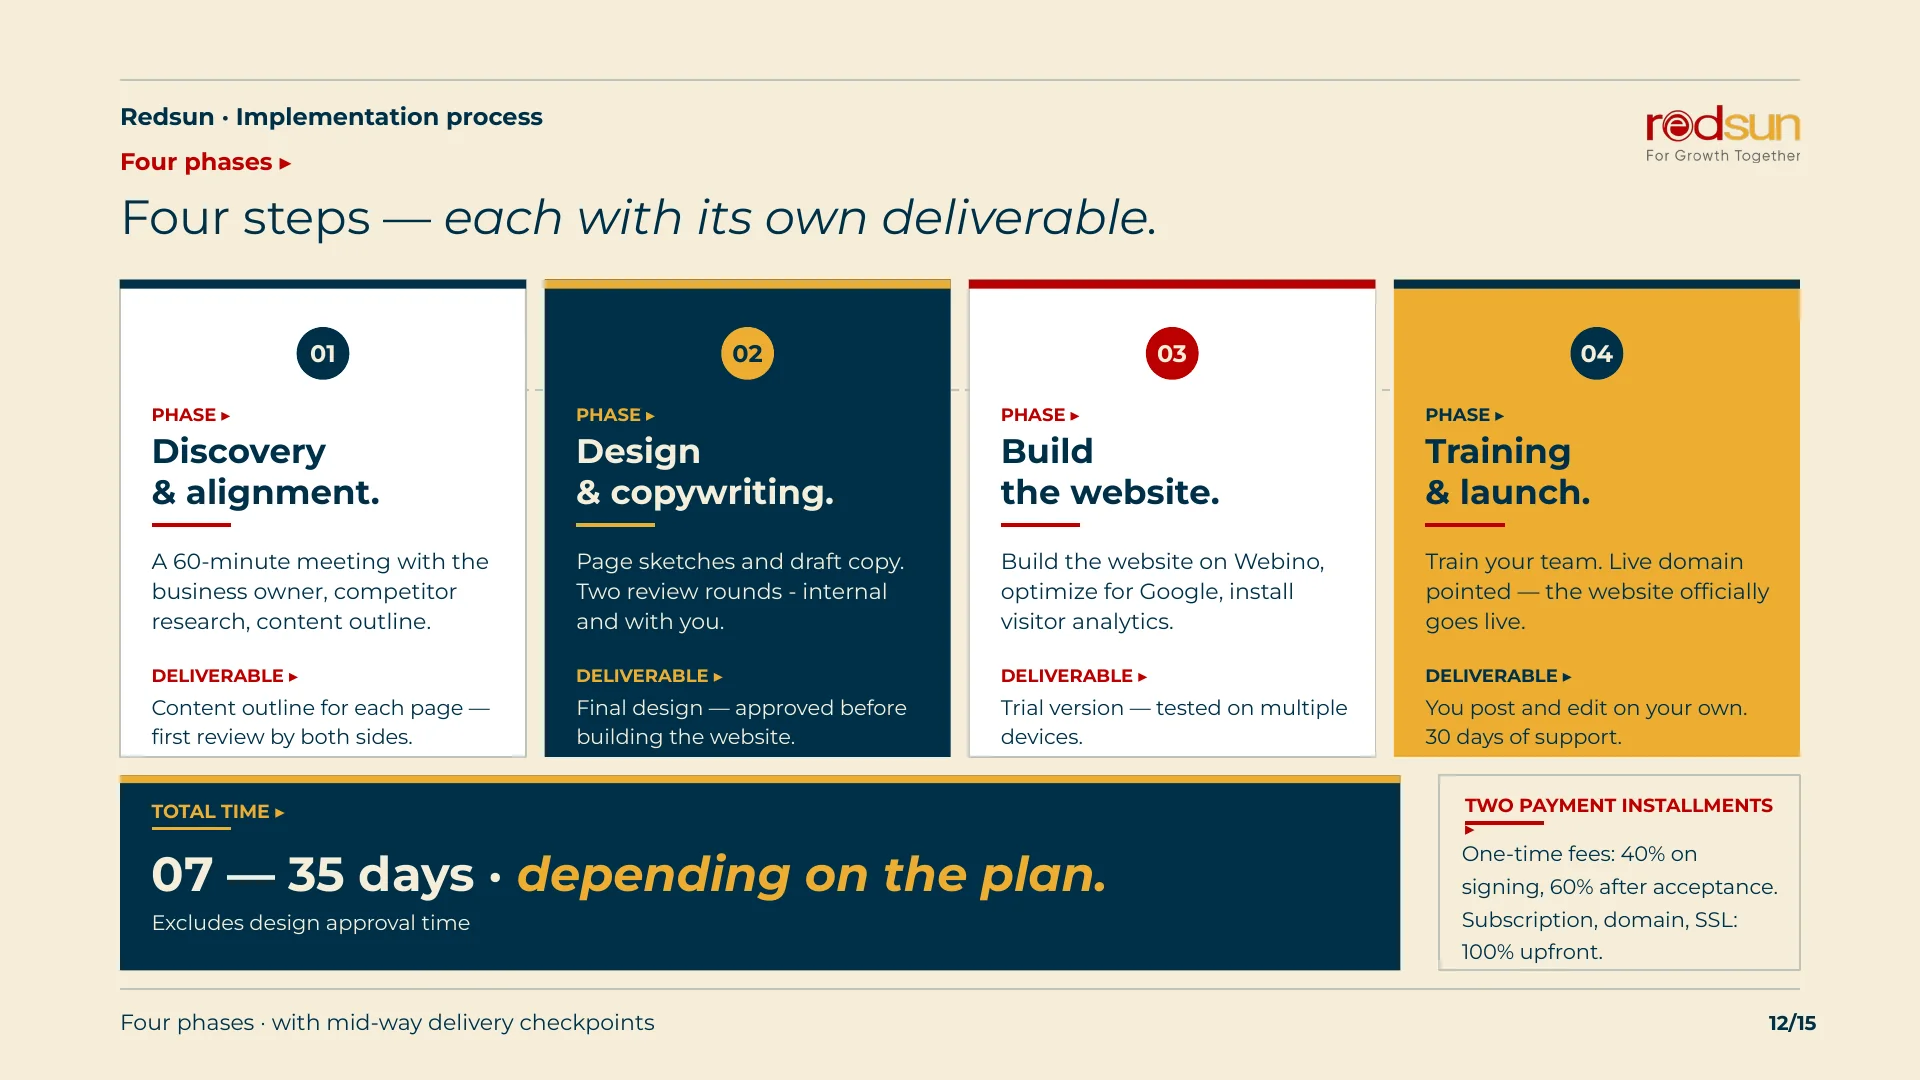 Redsun · Implementation process
Four phases ▸
redsun
For Growth Together
Four steps — each with its own deliverable.
01
PHASE ▸
Discovery
& alignment.
A 60-minute meeting with the
business owner, competitor
research, content outline.
DELIVERABLE ▸
Content outline for each page —
first review by both sides.
02
PHASE ▸
Design
& copywriting.
Page sketches and draft copy.
Two review rounds - internal
and with you.
DELIVERABLE ▸
Final design — approved before
building the website.
03
PHASE ▸
Build
the website.
Build the website on Webino,
optimize for Google, install
visitor analytics.
DELIVERABLE ▸
Trial version — tested on multiple
devices.
04
PHASE ▸
Training
& launch.
Train your team. Live domain
pointed — the website officially
goes live.
DELIVERABLE ▸
You post and edit on your own.
30 days of support.
TOTAL TIME ▸
07 — 35 days · depending on the plan.
Excludes design approval time
TWO PAYMENT INSTALLMENTS
▸
One-time fees: 40% on
signing, 60% after acceptance.
Subscription, domain, SSL:
100% upfront.
Four phases · with mid-way delivery checkpoints
12/15